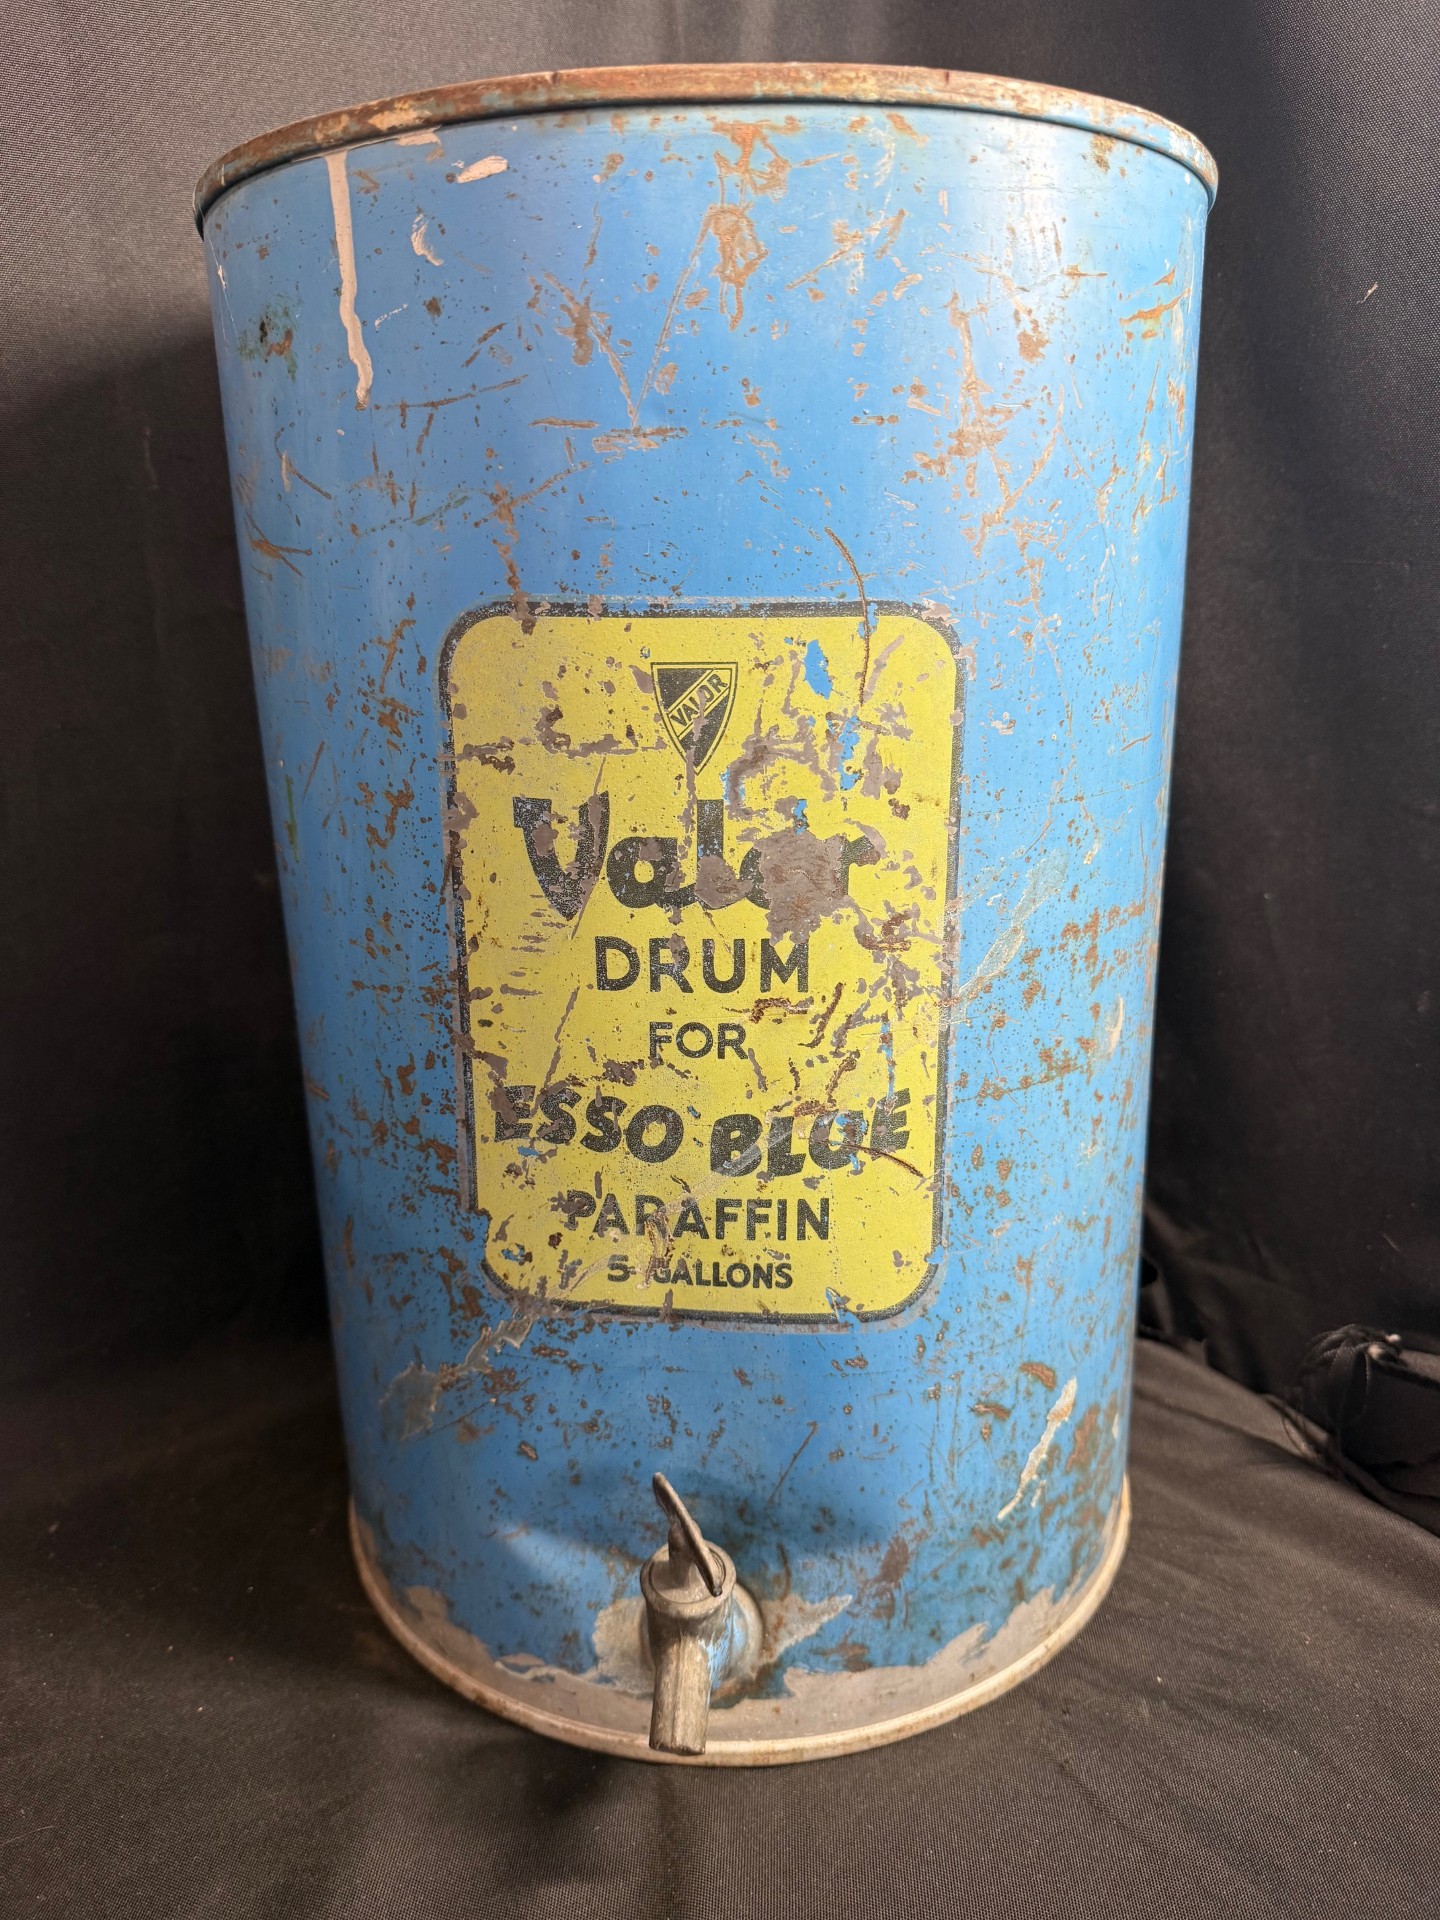 VALOR
Valor
DRUM
FOR
ESSO BLUE
PARAFFIN
5 GALLONS